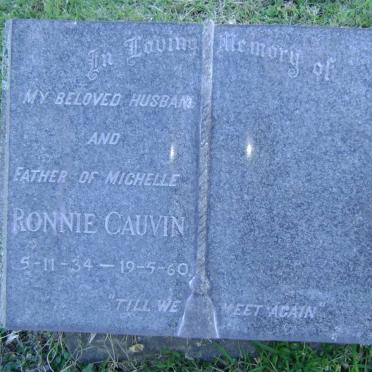 In Loving Memory of
MY BELOVED HUSBAND
AND
FATHER OF MICHELLE
RONNIE CAUVIN
5-11-34 — 19-5-60
"TILL WE MEET AGAIN"